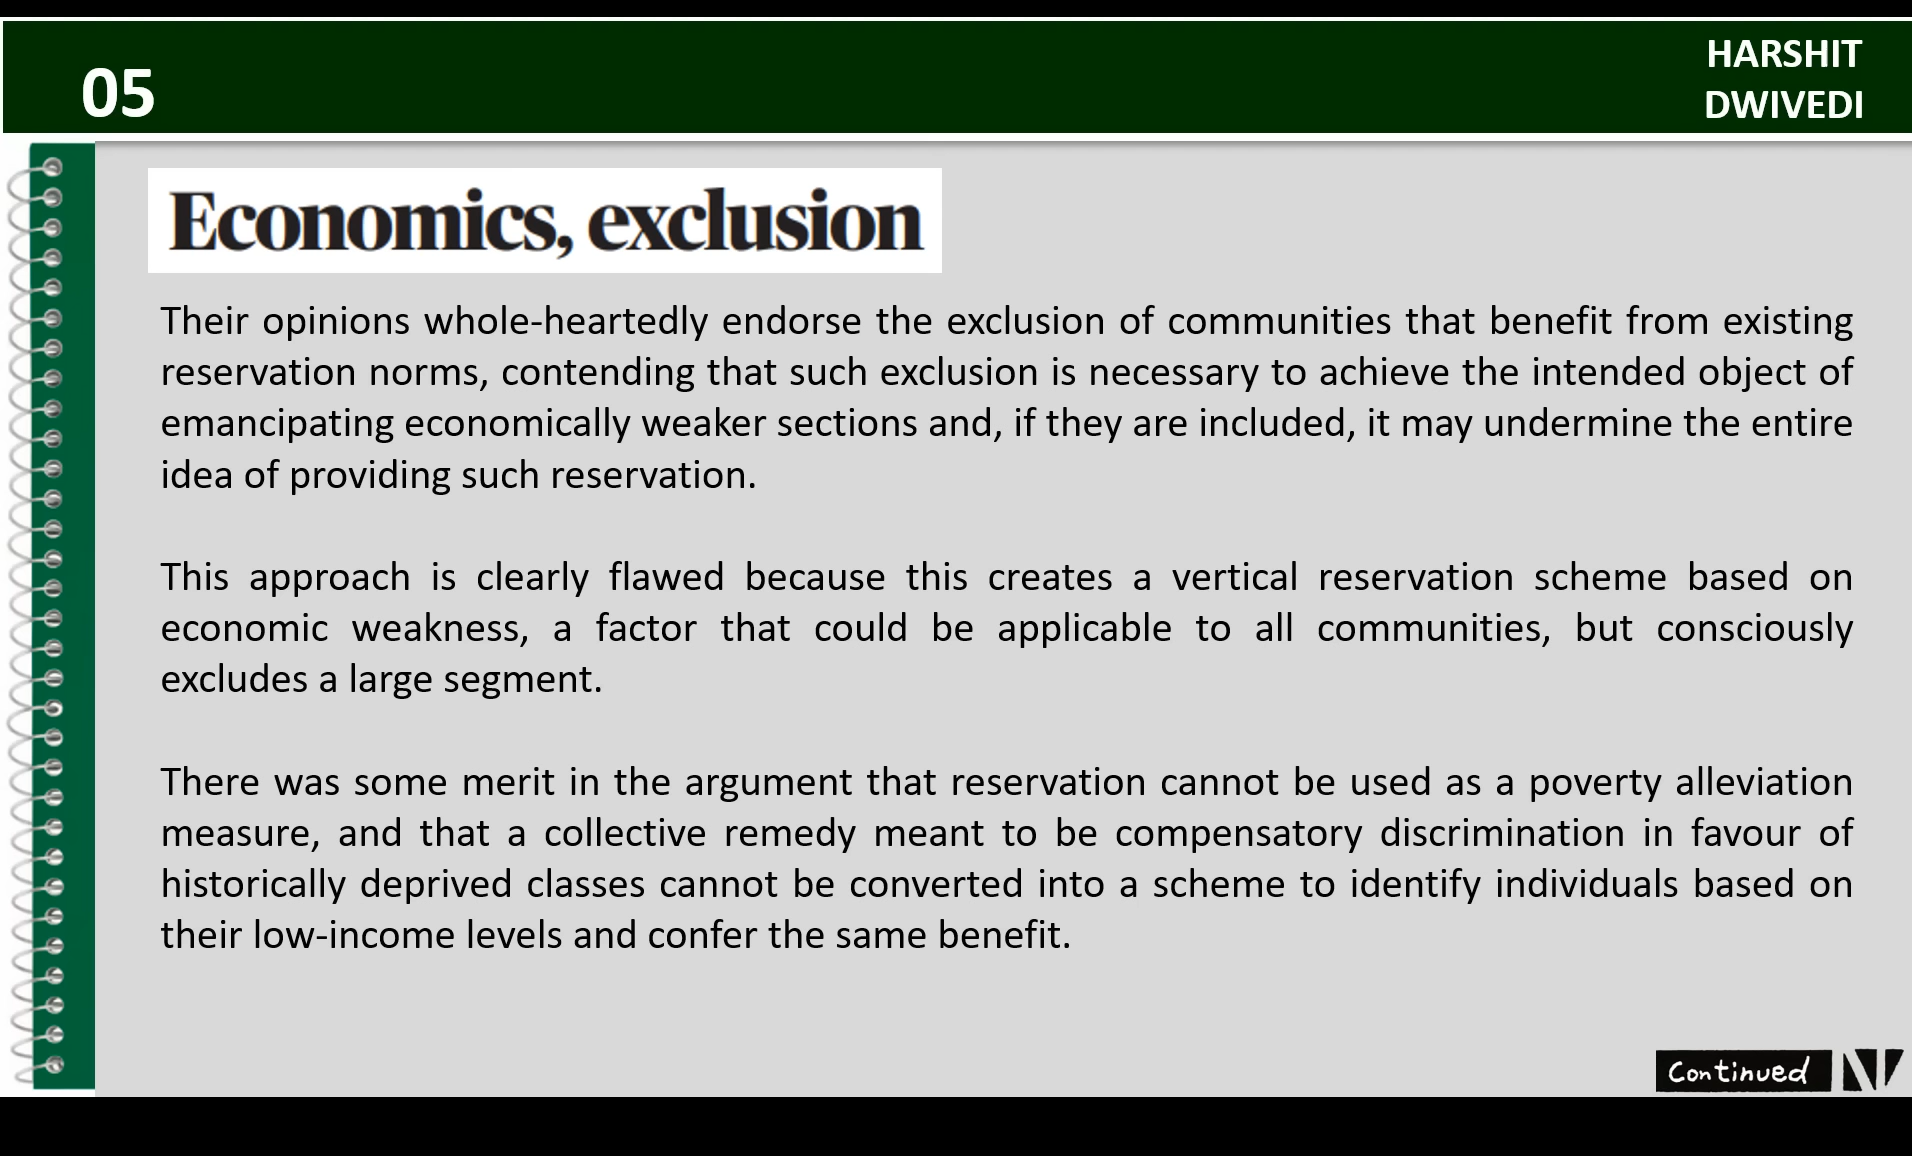 05
HARSHIT
DWIVEDI
Economics, exclusion
Their opinions whole-heartedly endorse the exclusion of communities that benefit from existing
reservation norms, contending that such exclusion is necessary to achieve the intended object of
emancipating economically weaker sections and, if they are included, it may undermine the entire
idea of providing such reservation.
This approach is clearly flawed because this creates a vertical reservation scheme based on
economic weakness, a factor that could be applicable to all communities, but consciously
excludes a large segment.
There was some merit in the argument that reservation cannot be used as a poverty alleviation
measure, and that a collective remedy meant to be compensatory discrimination in favour of
historically deprived classes cannot be converted into a scheme to identify individuals based on
their low-income levels and confer the same benefit.
Continued